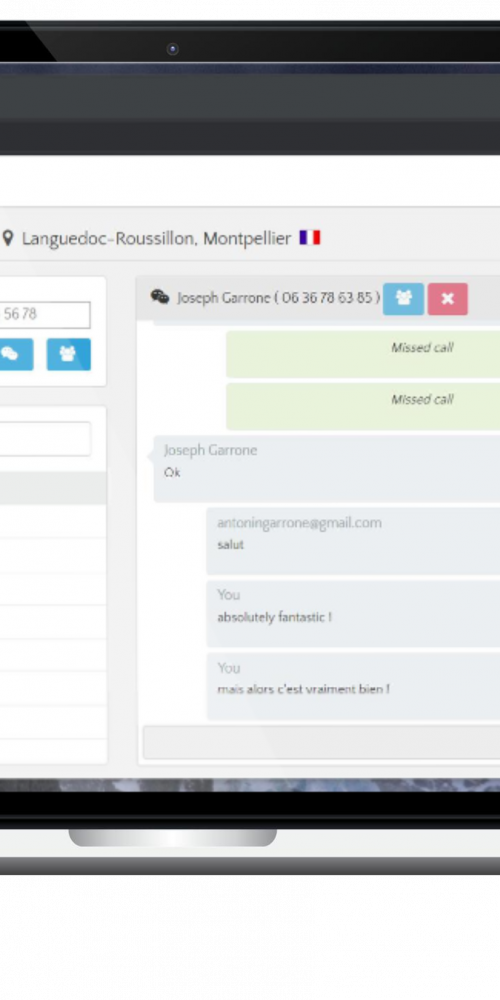 Languedoc-Roussillon, Montpellier
56 78
Joseph Garrone ( 06 36 78 63 85 )
Missed call
Missed call
Joseph Garrone
Ok
antoningarrone@gmail.com
salut
You
absolutely fantastic !
You
mais alors c'est vraiment bien !